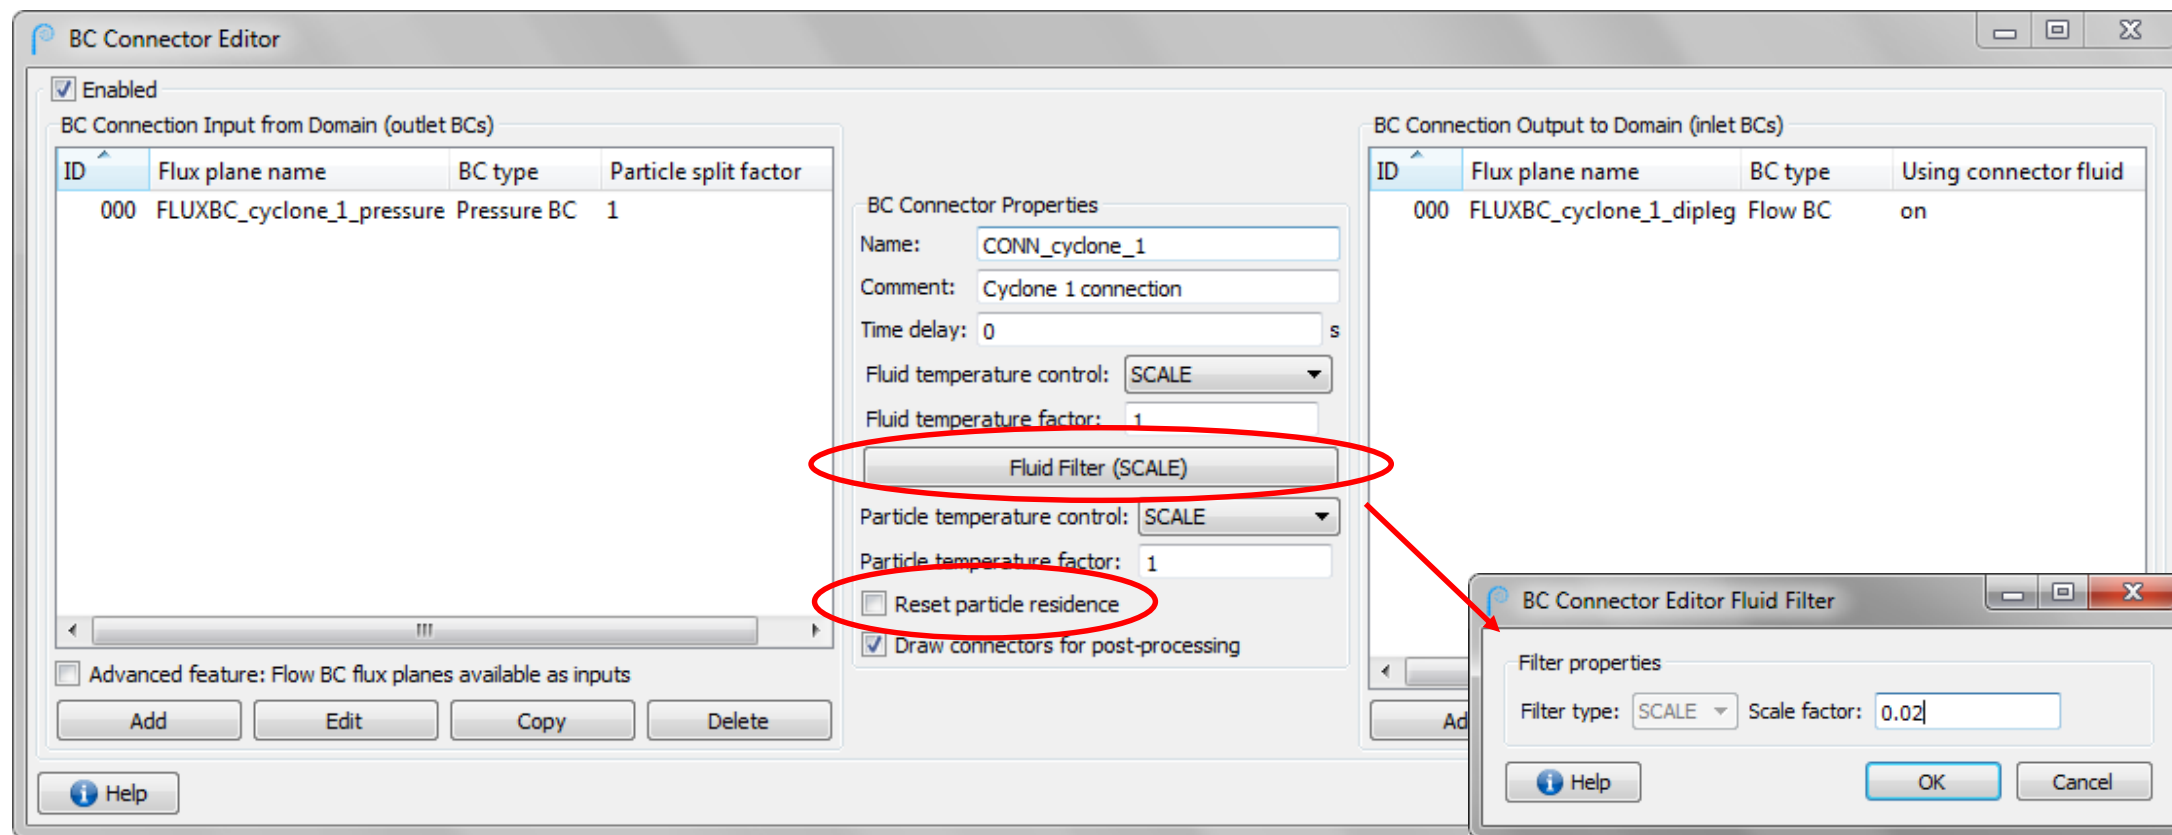 BC Connector Editor
Enabled
BC Connection Input from Domain (outlet BCs)
ID Flux plane name BC type Particle split factor
000 FLUXBC_cyclone_1_pressure Pressure BC 1
Advanced feature: Flow BC flux planes available as inputs
Add Edit Copy Delete
Help
BC Connector Properties
Name: CONN_cyclone_1
Comment: Cyclone 1 connection
Time delay: 0 s
Fluid temperature control: SCALE
Fluid temperature factor: 1
Fluid Filter (SCALE)
Particle temperature control: SCALE
Particle temperature factor: 1
Reset particle residence
Draw connectors for post-processing
BC Connection Output to Domain (inlet BCs)
ID Flux plane name BC type Using connector fluid
000 FLUXBC_cyclone_1_dipleg Flow BC on
Ad
BC Connector Editor Fluid Filter
Filter properties
Filter type: SCALE Scale factor: 0.02
Help OK Cancel